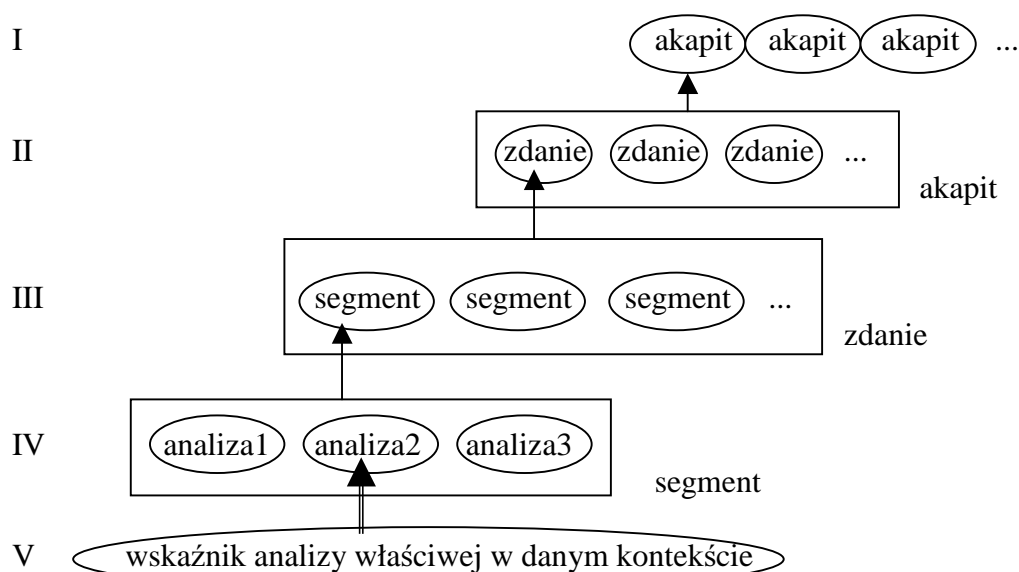 I akapit akapit akapit ...
II zdanie zdanie zdanie ...
akapit
III segment segment segment ...
zdanie
IV analiza1 analiza2 analiza3
segment
V wskaźnik analizy właściwej w danym kontekście